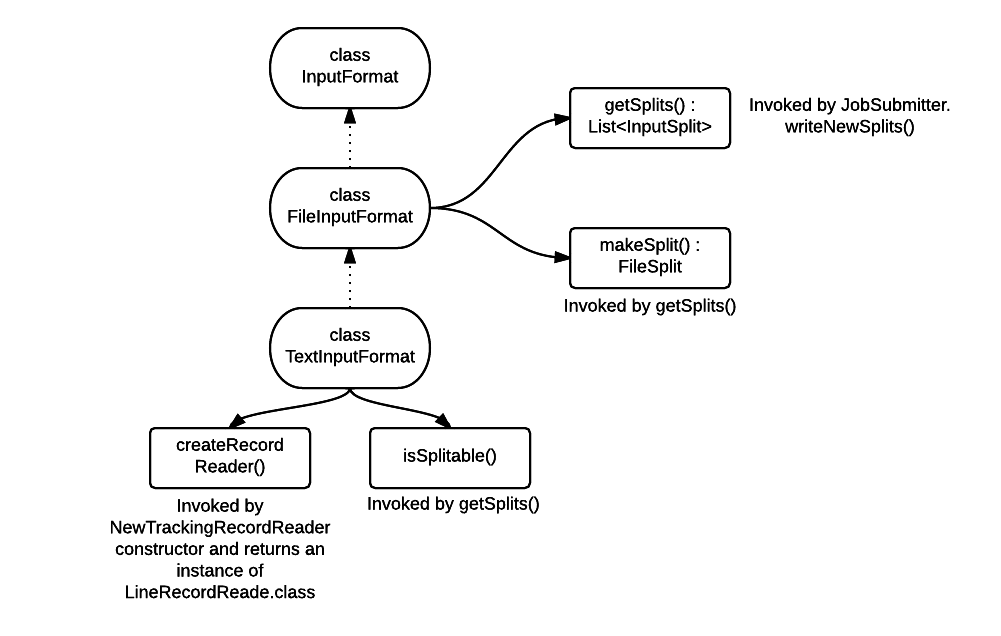 class
InputFormat
getSplits() :
List<InputSplit>
Invoked by JobSubmitter.
writeNewSplits()
class
FileInputFormat
makeSplit() :
FileSplit
Invoked by getSplits()
class
TextInputFormat
createRecord
Reader()
Invoked by
NewTrackingRecordReader
constructor and returns an
instance of
LineRecordReade.class
isSplitable()
Invoked by getSplits()